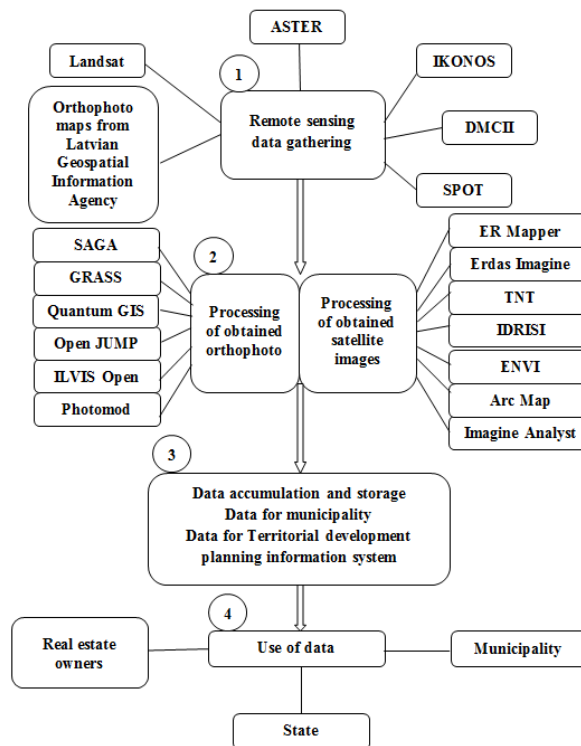 ASTER
Landsat
1
IKONOS
Orthophoto
maps from
Latvian
Geospatial
Information
Agency
Remote sensing
data gathering
DMCII
SPOT
SAGA
GRASS
Quantum GIS
Open JUMP
ILVIS Open
Photomod
2
Processing
of obtained
orthophoto
Processing
of obtained
satellite
images
ER Mapper
Erdas Imagine
TNT
IDRISI
ENVI
Arc Map
Imagine Analyst
3
Data accumulation and storage
Data for municipality
Data for Territorial development
planning information system
4
Real estate
owners
Use of data
Municipality
State